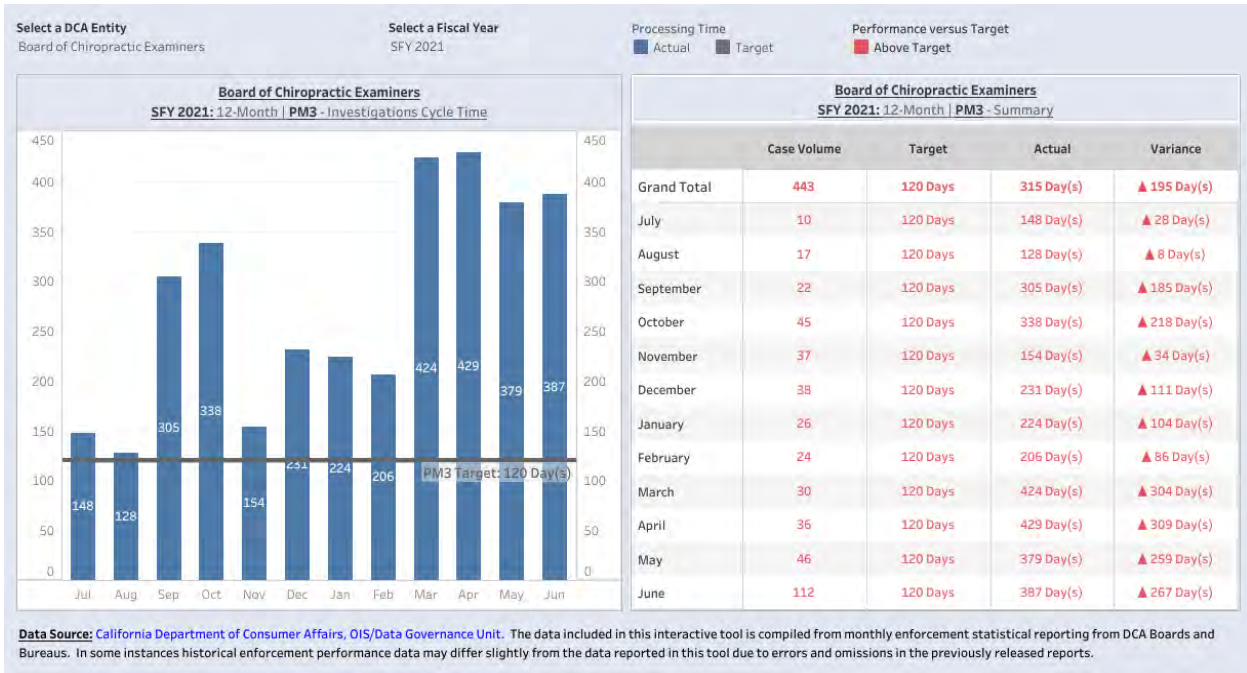 Select a DCA Entity
Board of Chiropractic Examiners
Select a Fiscal Year
SFY 2021
Processing Time
Actual Target
Performance versus Target
Above Target
Board of Chiropractic Examiners
SFY 2021: 12-Month | PM3 - Investigations Cycle Time
450 450
400 400
350 350
300 300
250 250
200 200
150 150
100 100
50 50
0 0
148 128 305 338 154 231 224 206 424 429 379 387
PM3 Target: 120 Day(s)
Jul Aug Sep Oct Nov Dec Jan Feb Mar Apr May Jun
Board of Chiropractic Examiners
SFY 2021: 12-Month | PM3 - Summary
Case Volume Target Actual Variance
Grand Total 443 120 Days 315 Day(s) ▲ 195 Day(s)
July 10 120 Days 148 Day(s) ▲ 28 Day(s)
August 17 120 Days 128 Day(s) ▲ 8 Day(s)
September 22 120 Days 305 Day(s) ▲ 185 Day(s)
October 45 120 Days 338 Day(s) ▲ 218 Day(s)
November 37 120 Days 154 Day(s) ▲ 34 Day(s)
December 38 120 Days 231 Day(s) ▲ 111 Day(s)
January 26 120 Days 224 Day(s) ▲ 104 Day(s)
February 24 120 Days 206 Day(s) ▲ 86 Day(s)
March 30 120 Days 424 Day(s) ▲ 304 Day(s)
April 36 120 Days 429 Day(s) ▲ 309 Day(s)
May 46 120 Days 379 Day(s) ▲ 259 Day(s)
June 112 120 Days 387 Day(s) ▲ 267 Day(s)
Data Source: California Department of Consumer Affairs, OIS/Data Governance Unit. The data included in this interactive tool is compiled from monthly enforcement statistical reporting from DCA Boards and
Bureaus. In some instances historical enforcement performance data may differ slightly from the data reported in this tool due to errors and omissions in the previously released reports.